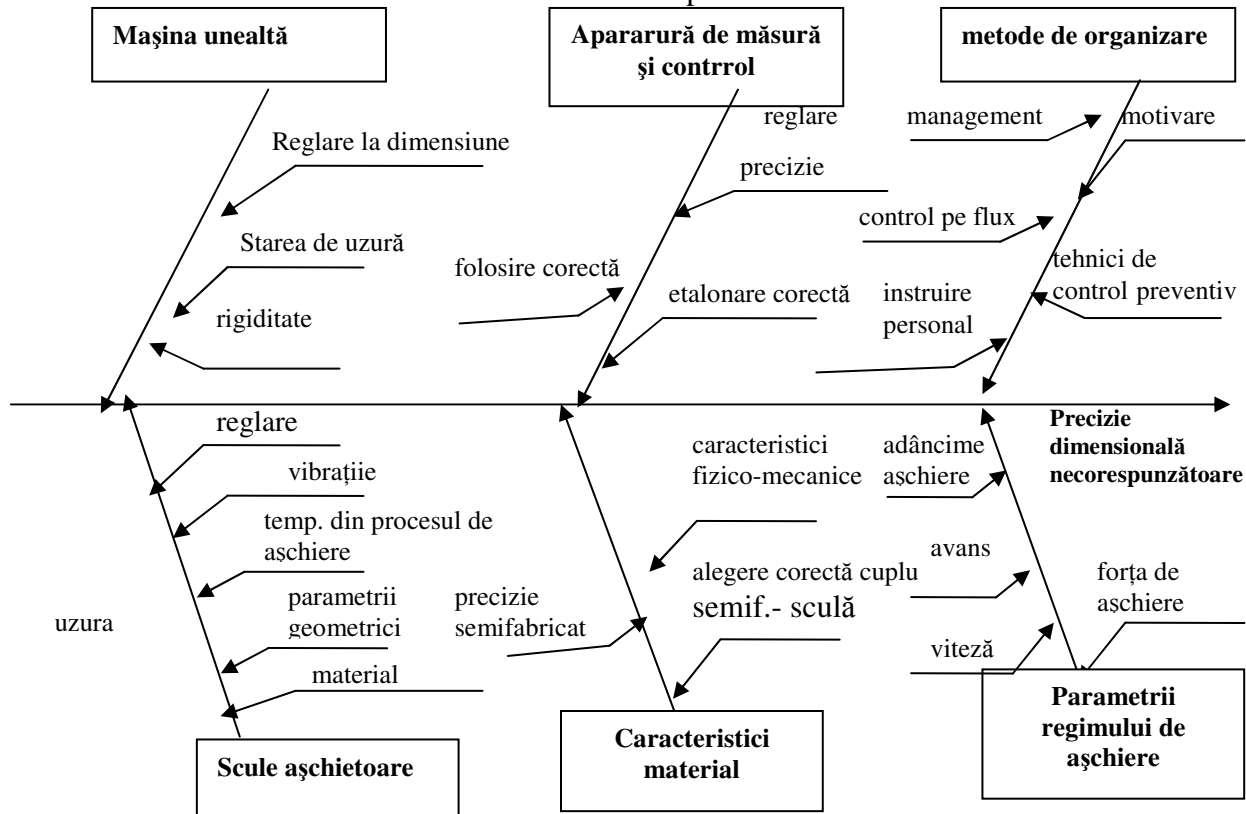 p
Maşina unealtă
Apararură de măsură
şi contrrol
metode de organizare
reglare
management
motivare
Reglare la dimensiune
precizie
control pe flux
Starea de uzură
folosire corectă
tehnici de
control preventiv
etalonare corectă
instruire
personal
rigiditate
reglare
caracteristici
fizico-mecanice
adâncime
aşchiere
Precizie
dimensională
necorespunzătoare
vibraţiie
temp. din procesul de
aşchiere
avans
alegere corectă cuplu
semif.- sculă
forţa de
aşchiere
parametrii
geometrici
precizie
semifabricat
uzura
viteză
material
Scule aşchietoare
Caracteristici
material
Parametrii
regimului de
aşchiere